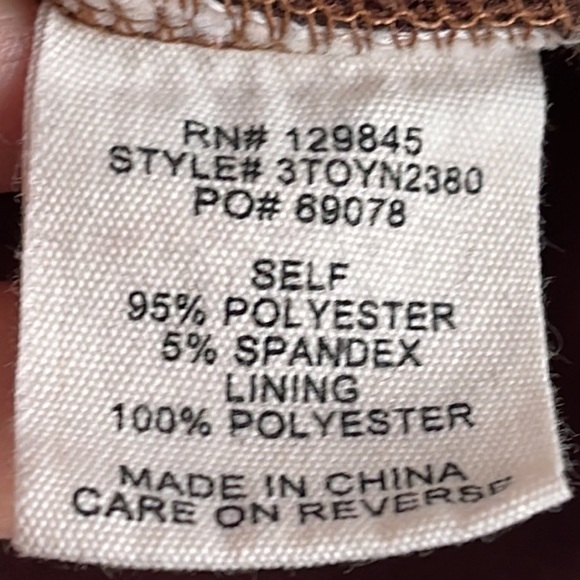 RN# 129845
STYLE# 3TOYN2380
PO# 69078
SELF
95% POLYESTER
5% SPANDEX
LINING
100% POLYESTER
MADE IN CHINA
CARE ON REVERSE